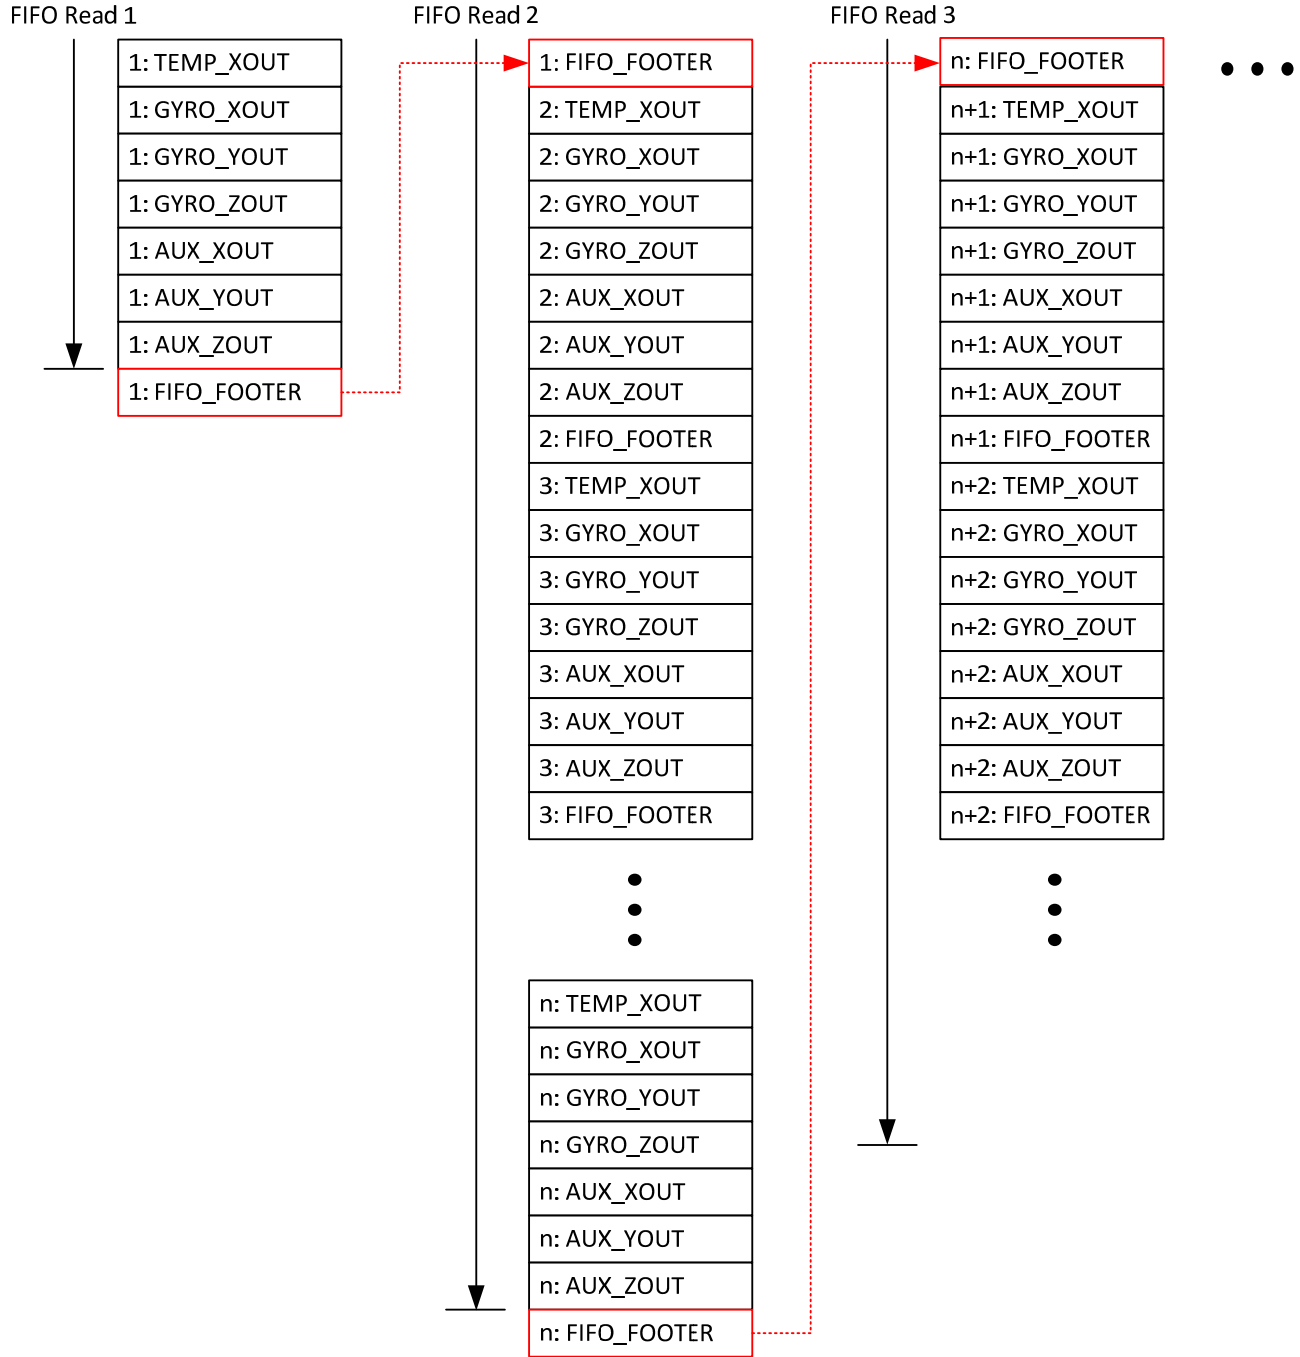 FIFO Read 1
1: TEMP_XOUT
1: GYRO_XOUT
1: GYRO_YOUT
1: GYRO_ZOUT
1: AUX_XOUT
1: AUX_YOUT
1: AUX_ZOUT
1: FIFO_FOOTER
FIFO Read 2
1: FIFO_FOOTER
2: TEMP_XOUT
2: GYRO_XOUT
2: GYRO_YOUT
2: GYRO_ZOUT
2: AUX_XOUT
2: AUX_YOUT
2: AUX_ZOUT
2: FIFO_FOOTER
3: TEMP_XOUT
3: GYRO_XOUT
3: GYRO_YOUT
3: GYRO_ZOUT
3: AUX_XOUT
3: AUX_YOUT
3: AUX_ZOUT
3: FIFO_FOOTER
n: TEMP_XOUT
n: GYRO_XOUT
n: GYRO_YOUT
n: GYRO_ZOUT
n: AUX_XOUT
n: AUX_YOUT
n: AUX_ZOUT
n: FIFO_FOOTER
FIFO Read 3
n: FIFO_FOOTER
n+1: TEMP_XOUT
n+1: GYRO_XOUT
n+1: GYRO_YOUT
n+1: GYRO_ZOUT
n+1: AUX_XOUT
n+1: AUX_YOUT
n+1: AUX_ZOUT
n+1: FIFO_FOOTER
n+2: TEMP_XOUT
n+2: GYRO_XOUT
n+2: GYRO_YOUT
n+2: GYRO_ZOUT
n+2: AUX_XOUT
n+2: AUX_YOUT
n+2: AUX_ZOUT
n+2: FIFO_FOOTER